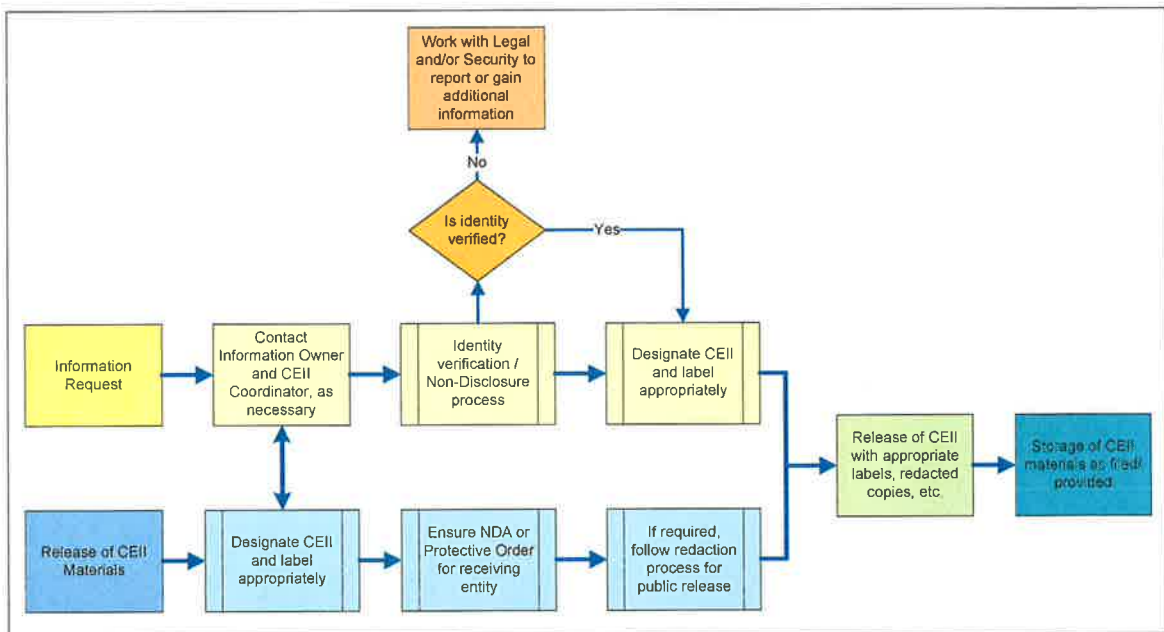 Work with Legal
and/or Security to
report or gain
additional
information
No
Is identity
verified?
Yes
Information
Request
Contact
Information Owner
and CEII
Coordinator, as
necessary
Identity
verification /
Non-Disclosure
process
Designate CEII
and label
appropriately
Release of CEII
with appropriate
labels, redacted
copies, etc.
Storage of CEII
materials as filed/
provided
Release of CEII
Materials
Designate CEII
and label
appropriately
Ensure NDA or
Protective Order
for receiving
entity
If required,
follow redaction
process for
public release